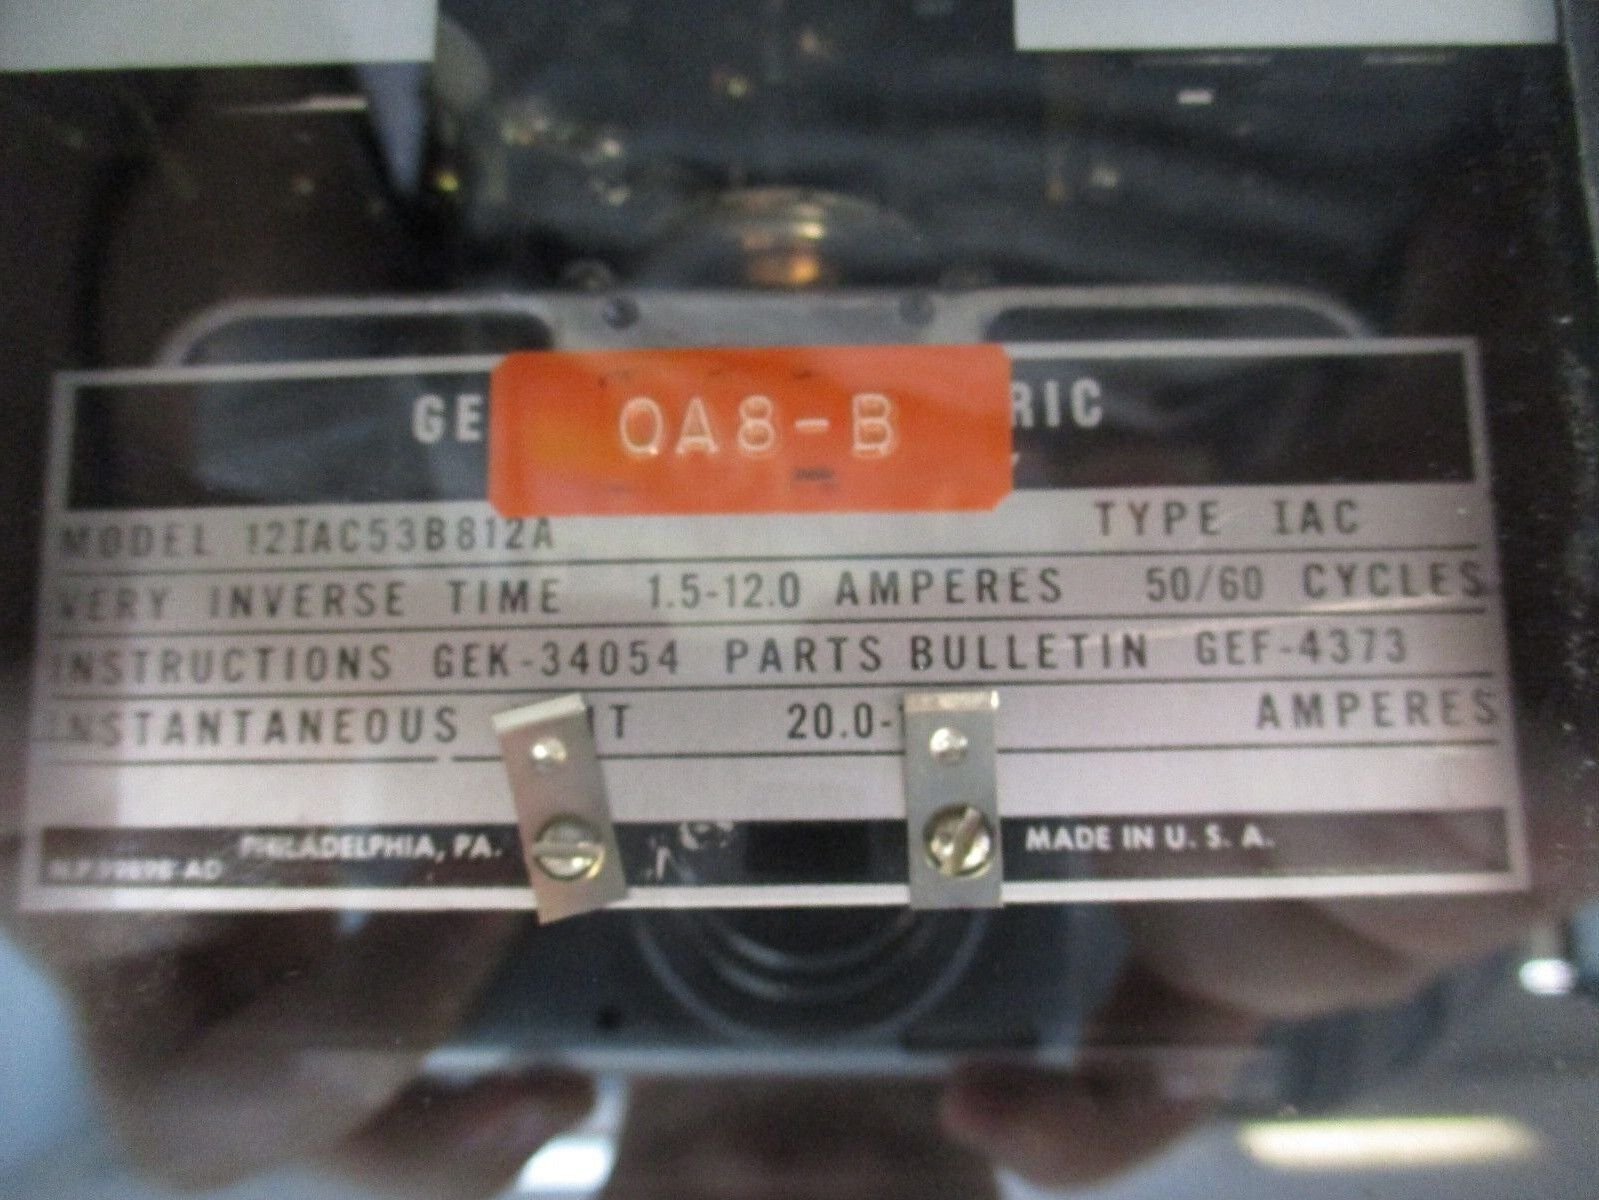 GE QA8-B RIC
MODEL 12IAC53B812A TYPE IAC
VERY INVERSE TIME 1.5-12.0 AMPERES 50/60 CYCLES
INSTRUCTIONS GEK-34054 PARTS BULLETIN GEF-4373
INSTANTANEOUS IT 20.0- AMPERES
PHILADELPHIA, PA. MADE IN U. S. A.